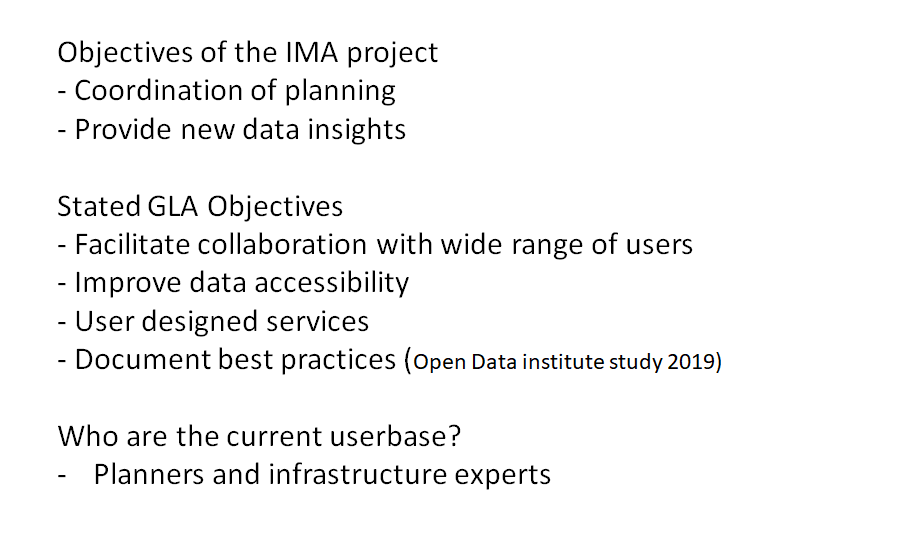 Objectives of the IMA project
- Coordination of planning
- Provide new data insights
Stated GLA Objectives
- Facilitate collaboration with wide range of users
- Improve data accessibility
- User designed services
- Document best practices (Open Data institute study 2019)
Who are the current userbase?
- Planners and infrastructure experts